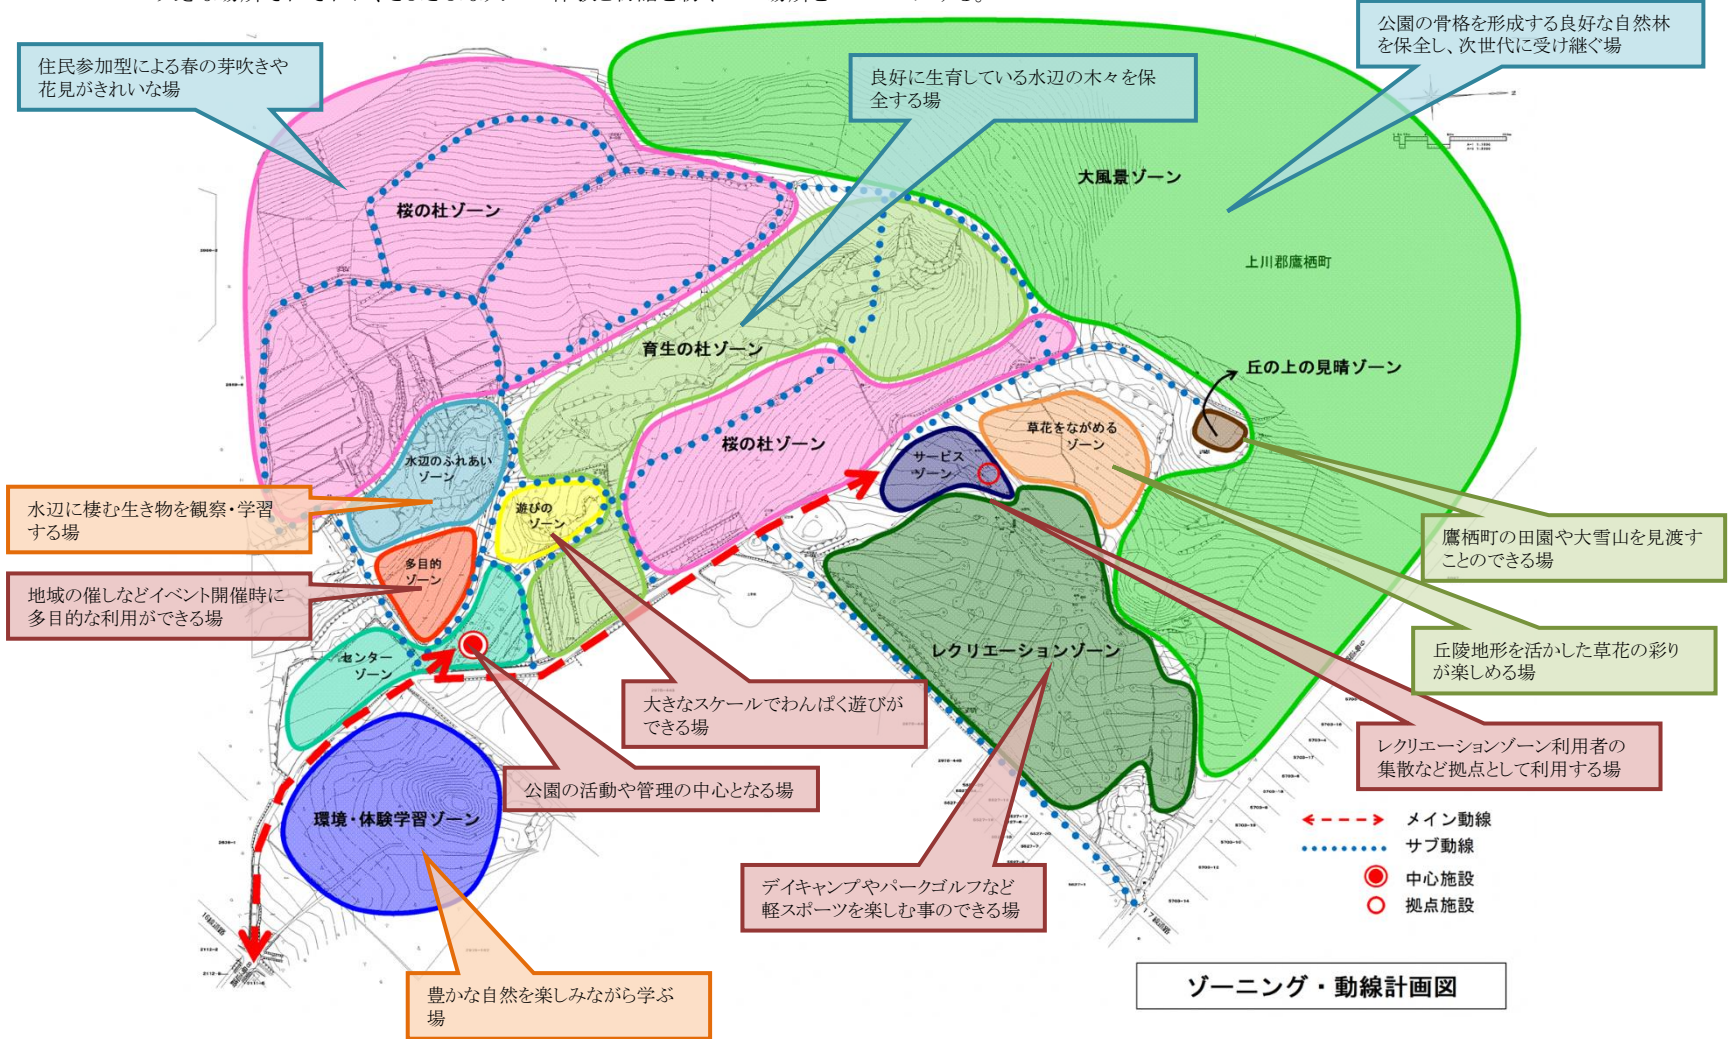 公園の骨格を形成する良好な自然林
を保全し、次世代に受け継ぐ場
住民参加型による春の芽吹きや
花見がきれいな場
良好に生育している水辺の木々を保
全する場
大風景ゾーン
桜の杜ゾーン
上川郡鷹栖町
育生の杜ゾーン
丘の上の見晴ゾーン
桜の杜ゾーン
草花をながめる
ゾーン
サービス
ゾーン
水辺のふれあい
ゾーン
遊びの
ゾーン
水辺に棲む生き物を観察・学習
する場
鷹栖町の田園や大雪山を見渡す
ことのできる場
多目的
ゾーン
地域の催しなどイベント開催時に
多目的な利用ができる場
丘陵地形を活かした草花の彩り
が楽しめる場
レクリエーションゾーン
センター
ゾーン
大きなスケールでわんぱく遊びが
できる場
レクリエーションゾーン利用者の
集散など拠点として利用する場
公園の活動や管理の中心となる場
環境・体験学習ゾーン
メイン動線
サブ動線
中心施設
拠点施設
デイキャンプやパークゴルフなど
軽スポーツを楽しむ事のできる場
17線道路
豊かな自然を楽しみながら学ぶ
場
ゾーニング・動線計画図